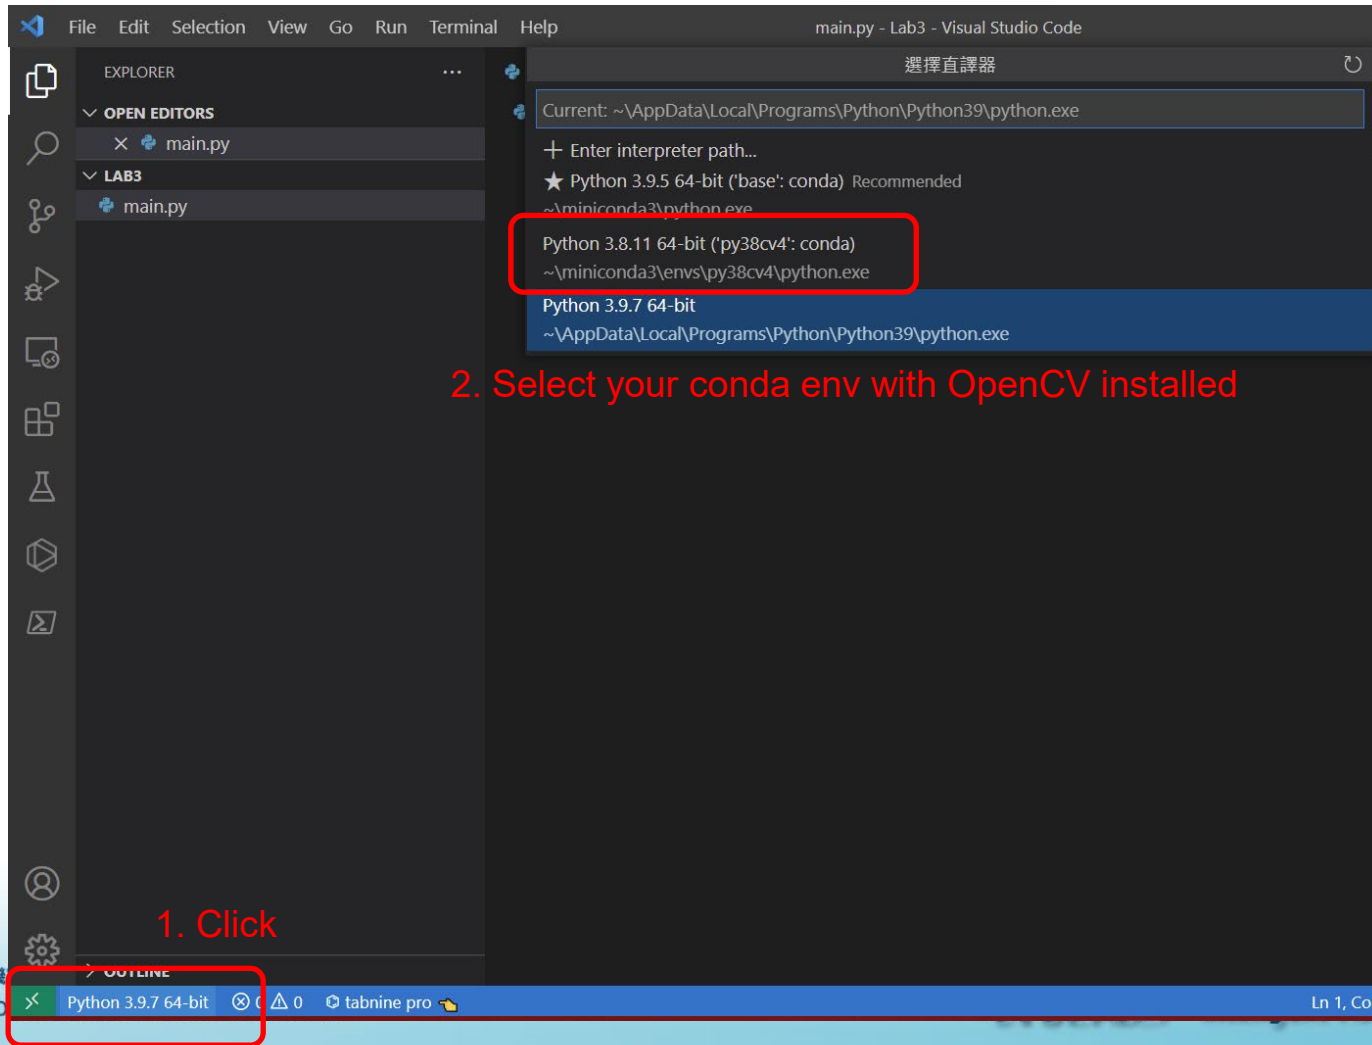 File Edit Selection View Go Run Terminal Help main.py - Lab3 - Visual Studio Code
EXPLORER
選擇直譯器
OPEN EDITORS
main.py
LAB3
main.py
Current: ~\AppData\Local\Programs\Python\Python39\python.exe
Enter interpreter path...
Python 3.9.5 64-bit ('base': conda) Recommended
~\miniconda3\python.exe
Python 3.8.11 64-bit ('py38cv4': conda)
~\miniconda3\envs\py38cv4\python.exe
Python 3.9.7 64-bit
~\AppData\Local\Programs\Python\Python39\python.exe
2. Select your conda env with OpenCV installed
1. Click
OUTLINE
Python 3.9.7 64-bit 0 0 tabnine pro Ln 1, Co